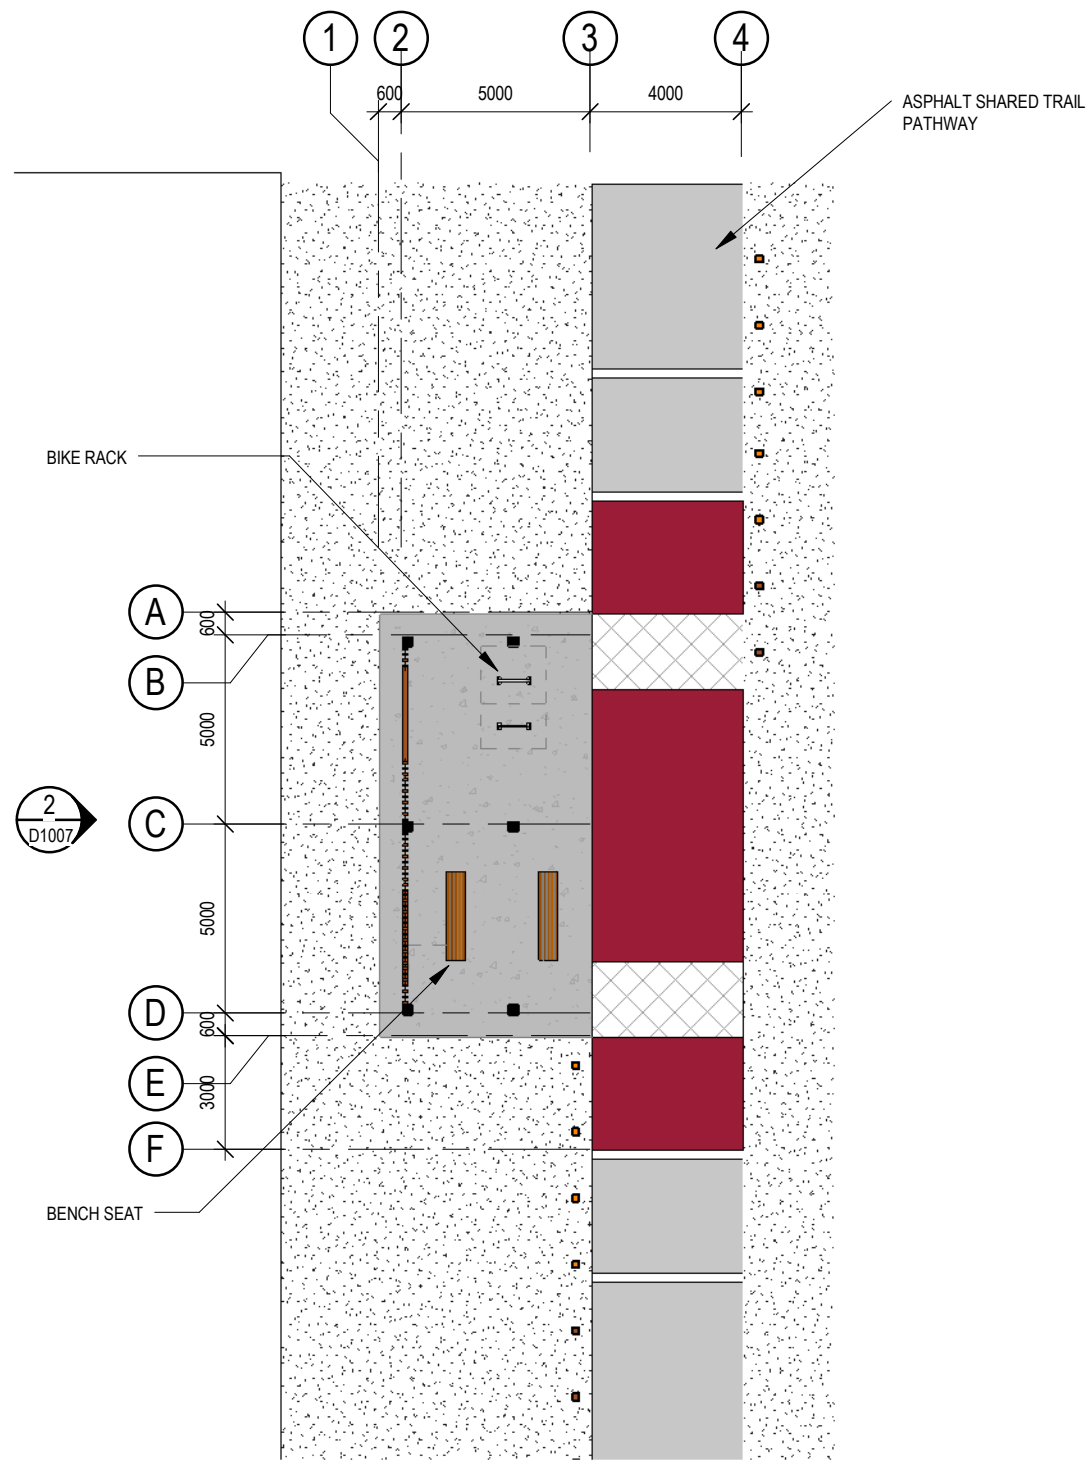 1
2
3
4
600
5000
4000
ASPHALT SHARED TRAIL
PATHWAY
BIKE RACK
A
600
B
5000
2
D1007
C
5000
D
600
E
3000
F
BENCH SEAT